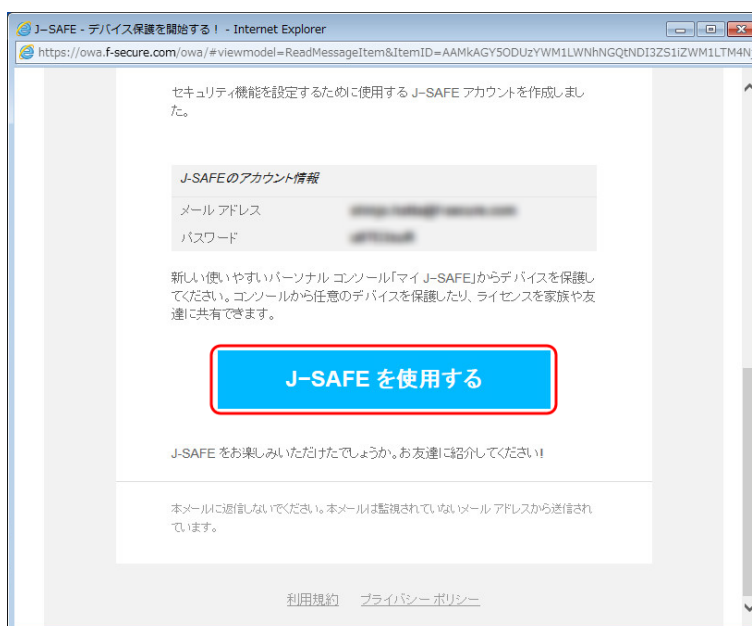 J-SAFE - デバイス保護を開始する！ - Internet Explorer
https://owa.f-secure.com/owa/#viewmodel=ReadMessageItem&ItemID=AAMkAGY5ODUzYWM1LWNhNGQtNDI3ZS1iZWM1LTM4N
セキュリティ機能を設定するために使用する J-SAFE アカウントを作成しまし
た。
J-SAFEのアカウント情報
メール アドレス
パスワード
新しい使いやすいパーソナル コンソール「マイ J-SAFE」からデバイスを保護し
てください。コンソールから任意のデバイスを保護したり、ライセンスを家族や友
達に共有できます。
J-SAFE を使用する
J-SAFE をお楽しみいただけたでしょうか。お友達に紹介してください!
本メールに返信しないでください。本メールは監視されていないメール アドレスから送信され
ています。
利用規約 プライバシー ポリシー